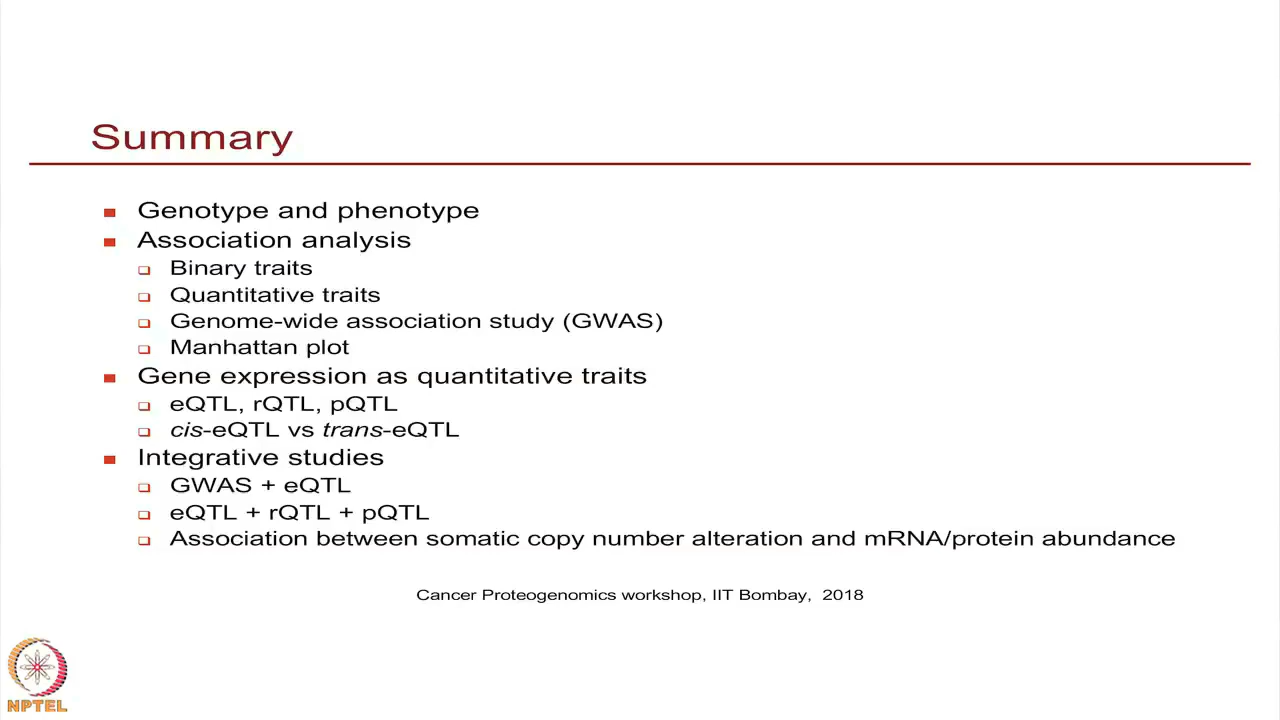 Summary
Genotype and phenotype
Association analysis
Binary traits
Quantitative traits
Genome-wide association study (GWAS)
Manhattan plot
Gene expression as quantitative traits
eQTL, rQTL, pQTL
cis-eQTL vs trans-eQTL
Integrative studies
GWAS + eQTL
eQTL + rQTL + pQTL
Association between somatic copy number alteration and mRNA/protein abundance
Cancer Proteogenomics workshop, IIT Bombay, 2018
NPTEL